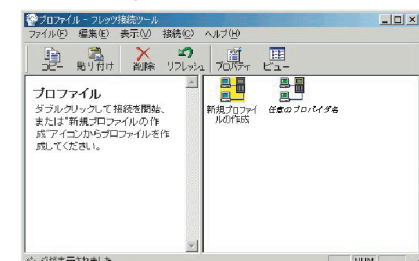 プロファイル - フレッツ接続ツール
ファイル(F) 編集(E) 表示(V) 接続(C) ヘルプ(H)
コピー 貼り付け 削除 リフレッシュ プロパティ ビュー
プロファイル
ダブルクリックして接続を開始、
または"新規プロファイルの作
成"アイコンからプロファイルを作
成してください。
新規プロファイ
ルの作成
任意のプロバイダ名
NUM